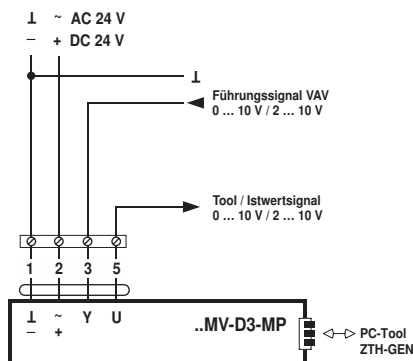 ⊥ ~ AC 24 V
– + DC 24 V
⊥
Führungssignal VAV
0 ... 10 V / 2 ... 10 V
Tool / Istwertsignal
0 ... 10 V / 2 ... 10 V
1 2 3 5
⊥ ~ Y U
– +
..MV-D3-MP
PC-Tool
ZTH-GEN